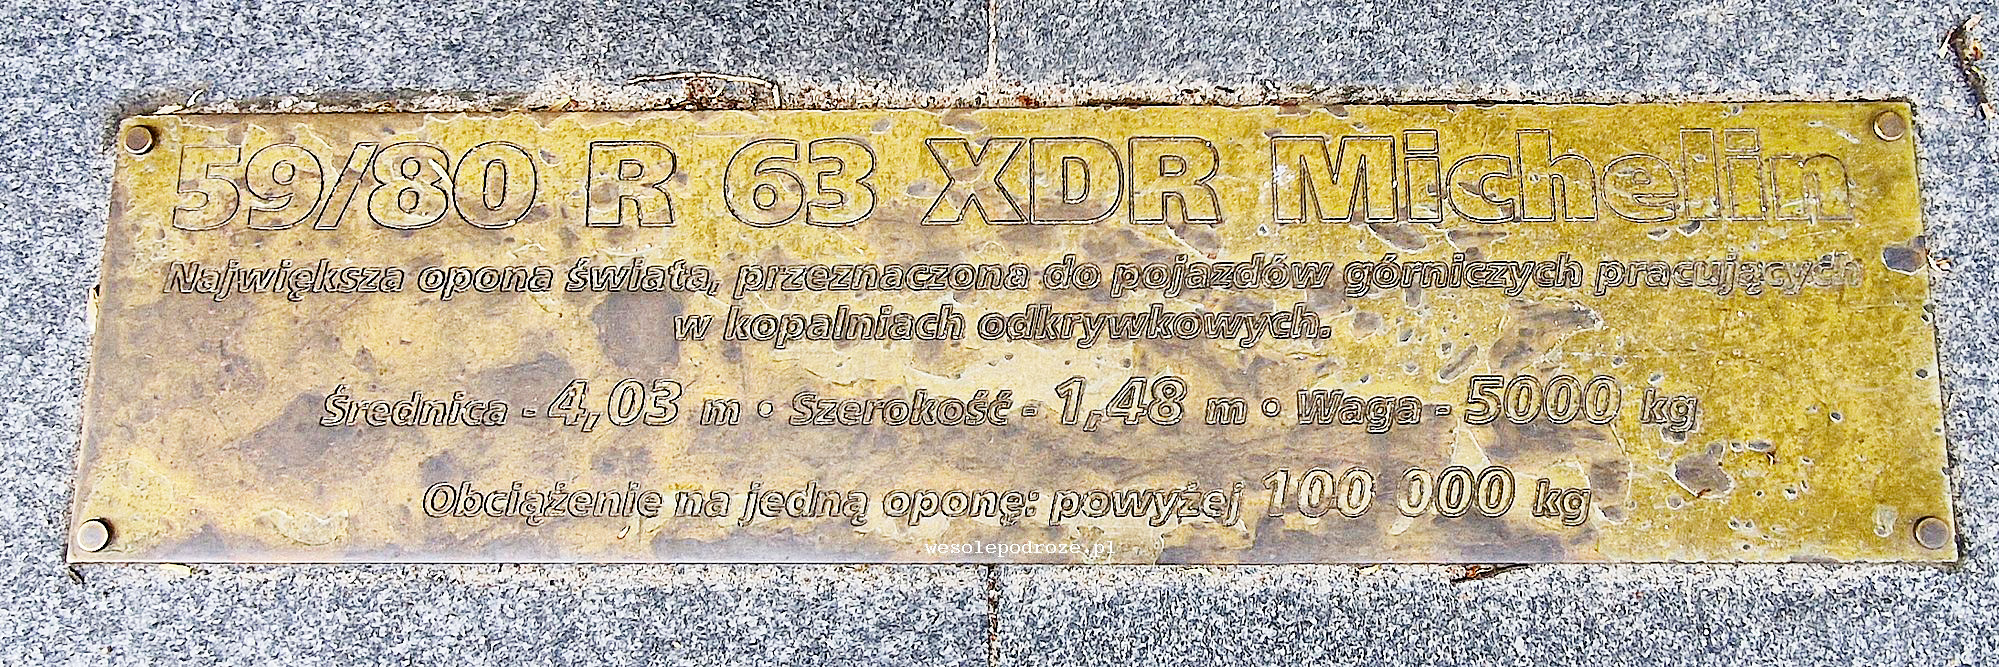 59/80 R 63 XDR Michelin
Największa opona świata, przeznaczona do pojazdów górniczych pracujących
w kopalniach odkrywkowych.
Średnica - 4,03 m • Szerokość - 1,48 m • Waga - 5000 kg
Obciążenie na jedną oponę: powyżej 100 000 kg
wesolepodroze.pl